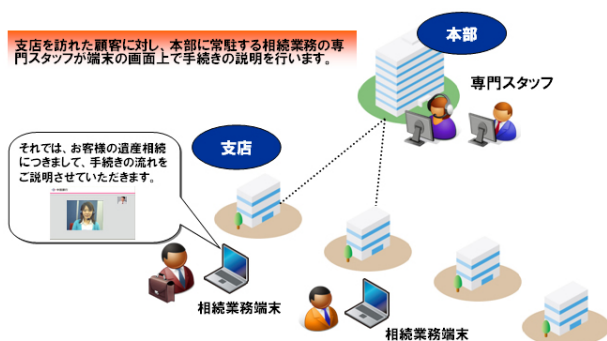 支店を訪れた顧客に対し、本部に常駐する相続業務の専
門スタッフが端末の画面上で手続きの説明を行います。
本部
専門スタッフ
支店
それでは、お客様の遺産相続
につきまして、手続きの流れを
ご説明させていただきます。
相続業務端末
相続業務端末